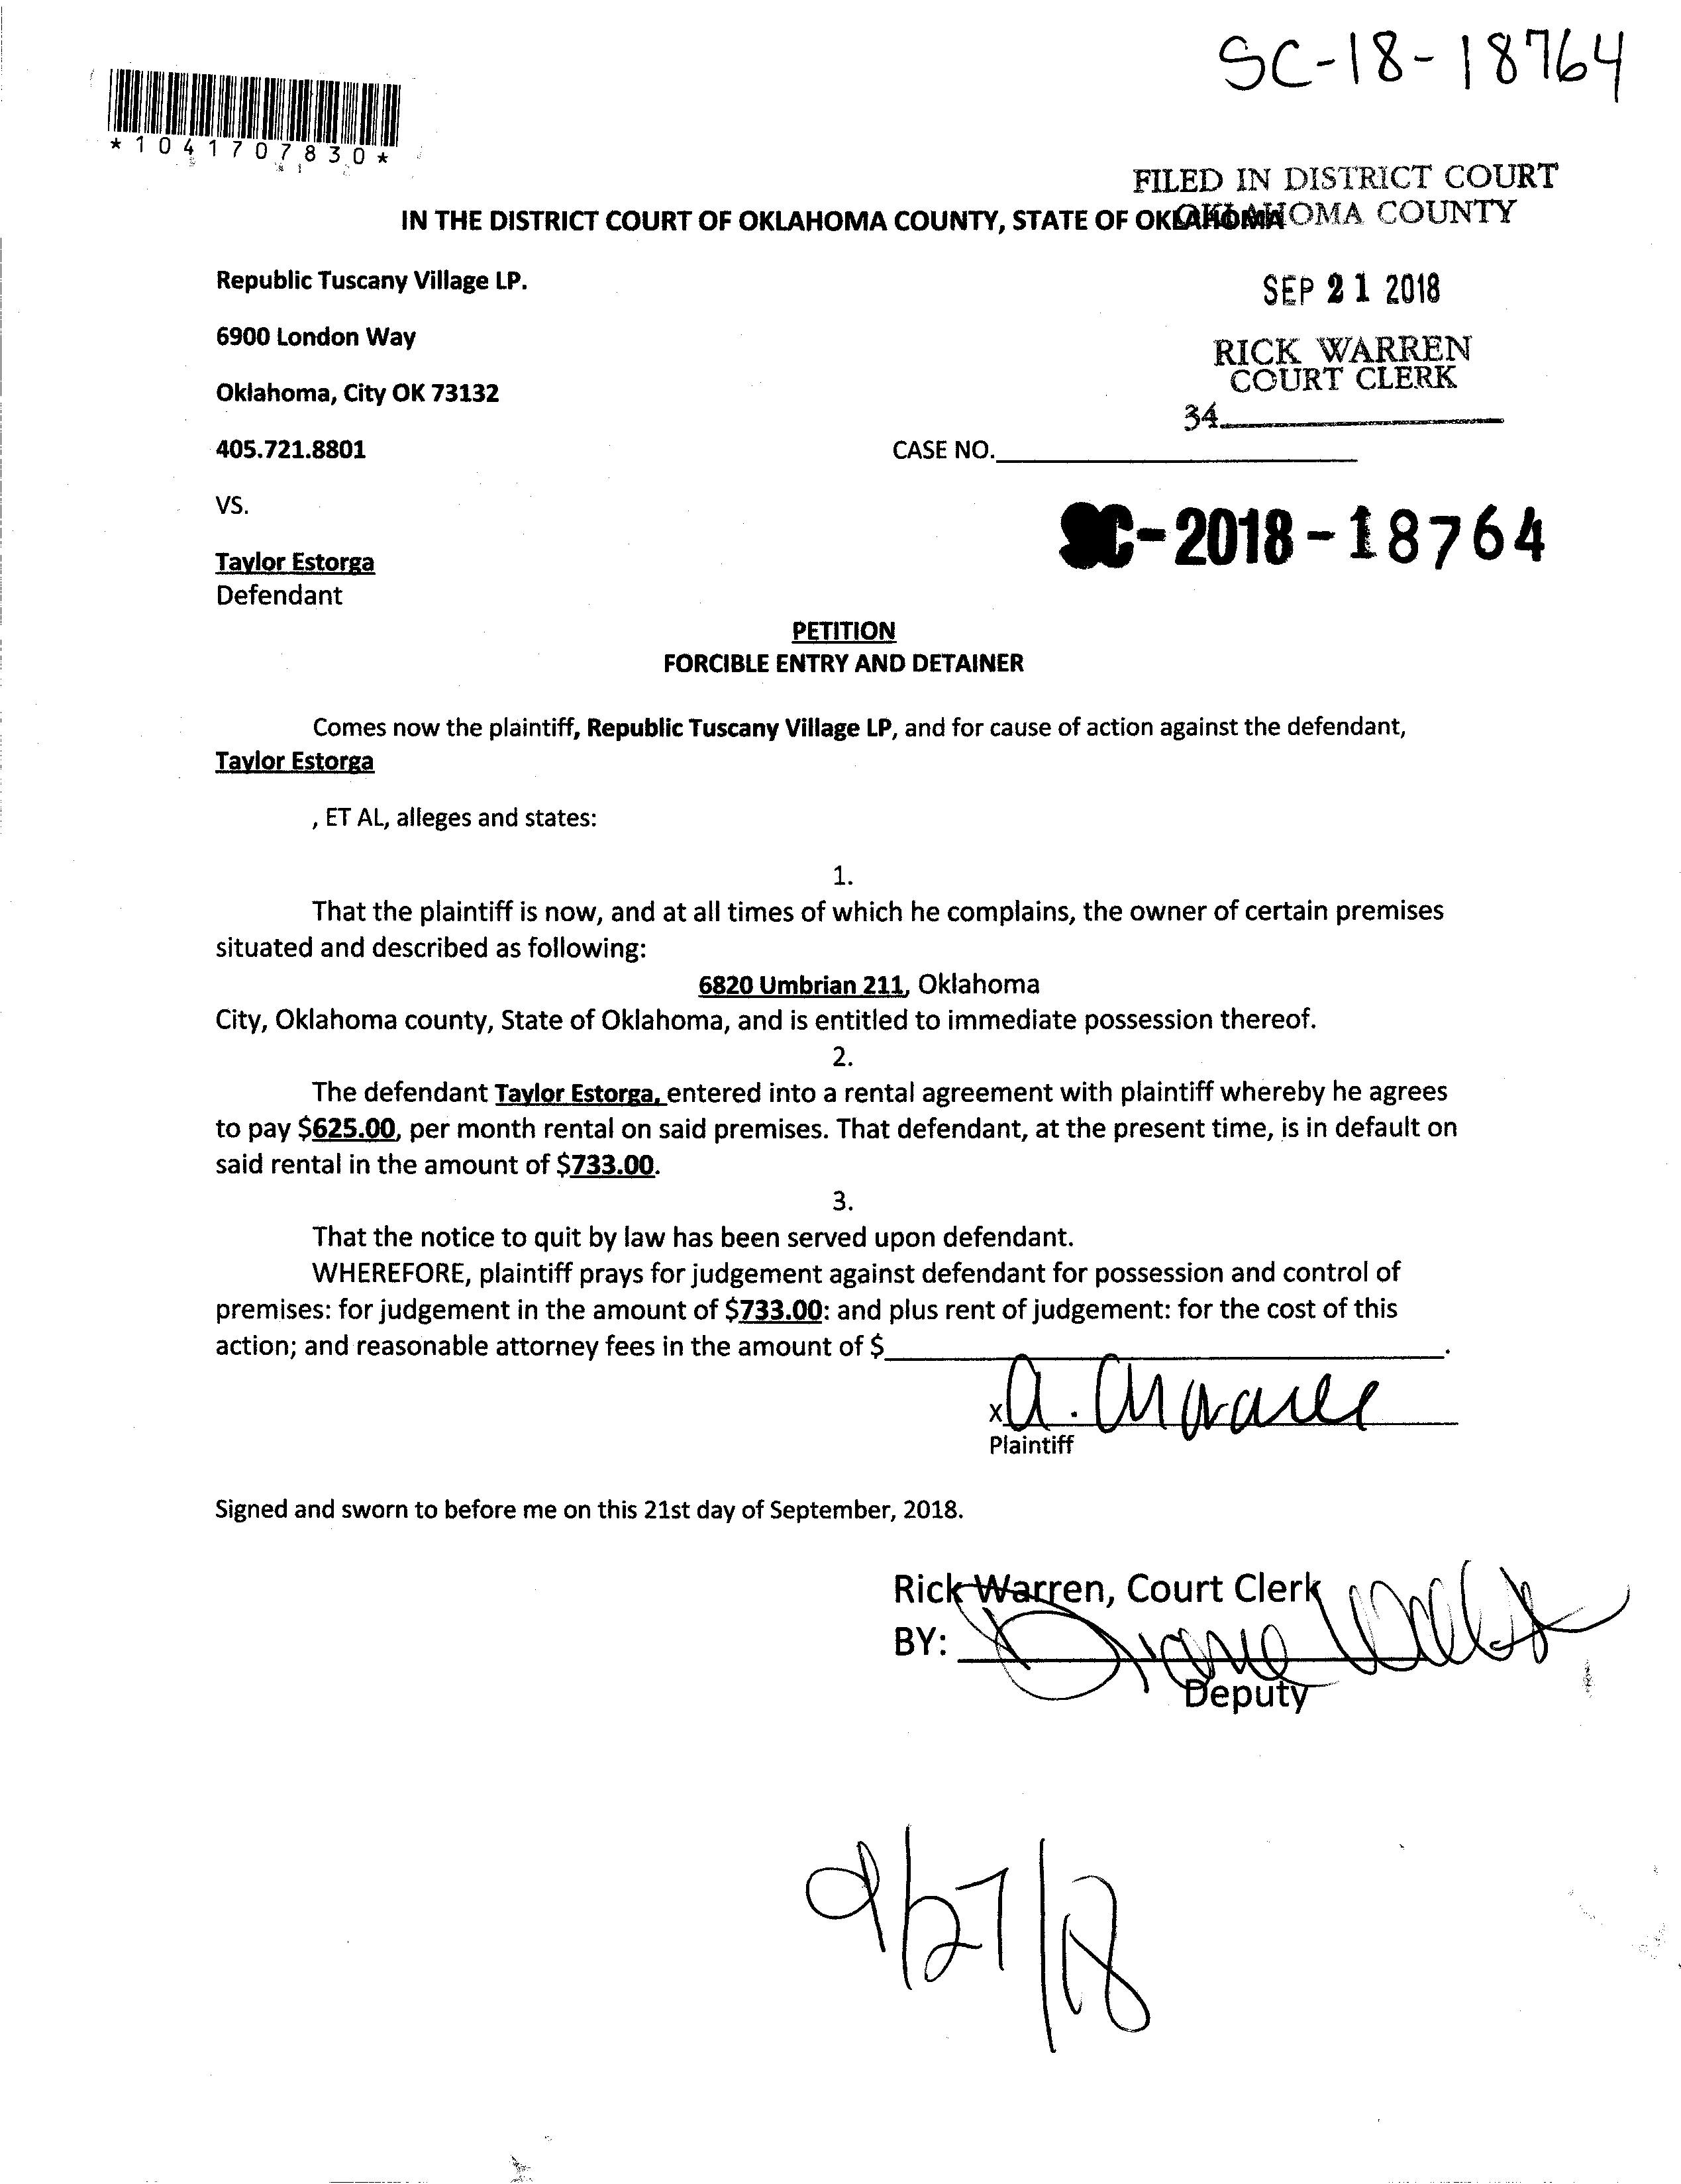 SC-18-18764
*1041707830*
FILED IN DISTRICT COURT
OKLAHOMA COUNTY
IN THE DISTRICT COURT OF OKLAHOMA COUNTY, STATE OF OKLAHOMA
Republic Tuscany Village LP.
SEP 21 2018
6900 London Way
RICK WARREN
COURT CLERK
Oklahoma, City OK 73132
34
405.721.8801
CASE NO.
VS.
SC-2018-18764
Taylor Estorga
Defendant
PETITION
FORCIBLE ENTRY AND DETAINER
Comes now the plaintiff, Republic Tuscany Village LP, and for cause of action against the defendant,
Taylor Estorga
, ET AL, alleges and states:
1.
That the plaintiff is now, and at all times of which he complains, the owner of certain premises
situated and described as following:
6820 Umbrian 211, Oklahoma
City, Oklahoma county, State of Oklahoma, and is entitled to immediate possession thereof.
2.
The defendant Taylor Estorga, entered into a rental agreement with plaintiff whereby he agrees
to pay $625.00, per month rental on said premises. That defendant, at the present time, is in default on
said rental in the amount of $733.00.
3.
That the notice to quit by law has been served upon defendant.
WHEREFORE, plaintiff prays for judgement against defendant for possession and control of
premises: for judgement in the amount of $733.00: and plus rent of judgement: for the cost of this
action; and reasonable attorney fees in the amount of $ .
x A.
Plaintiff
Signed and sworn to before me on this 21st day of September, 2018.
Rick Warren, Court Clerk
BY: Diane
Deputy
9/27/18